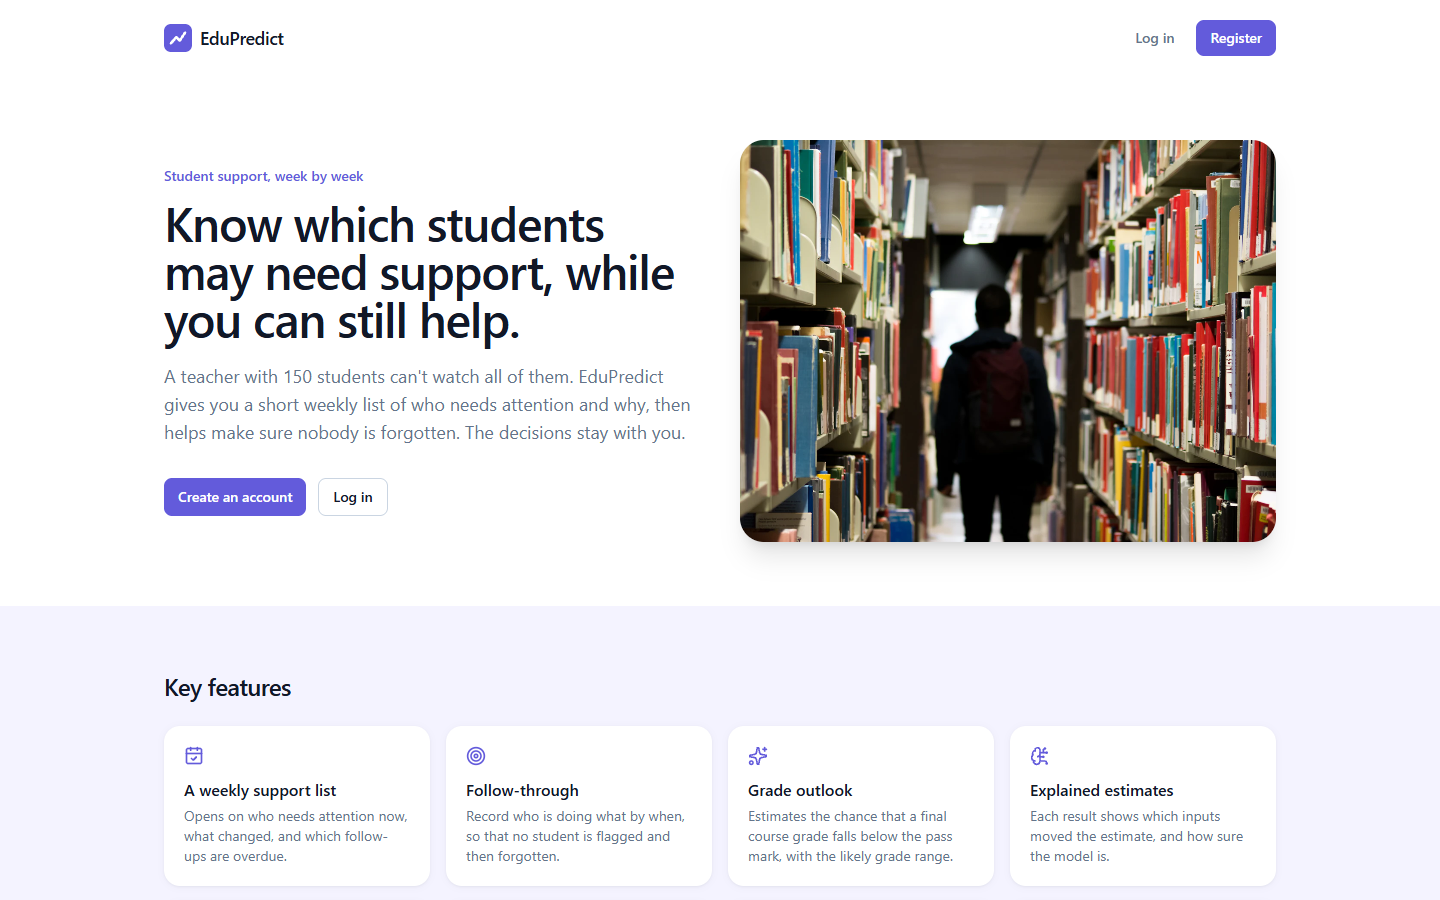 EduPredict
Log in
Register
Student support, week by week
Know which students
may need support, while
you can still help.
A teacher with 150 students can't watch all of them. EduPredict
gives you a short weekly list of who needs attention and why, then
helps make sure nobody is forgotten. The decisions stay with you.
Create an account
Log in
Key features
A weekly support list
Opens on who needs attention now,
what changed, and which follow-
ups are overdue.
Follow-through
Record who is doing what by when,
so that no student is flagged and
then forgotten.
Grade outlook
Estimates the chance that a final
course grade falls below the pass
mark, with the likely grade range.
Explained estimates
Each result shows which inputs
moved the estimate, and how sure
the model is.